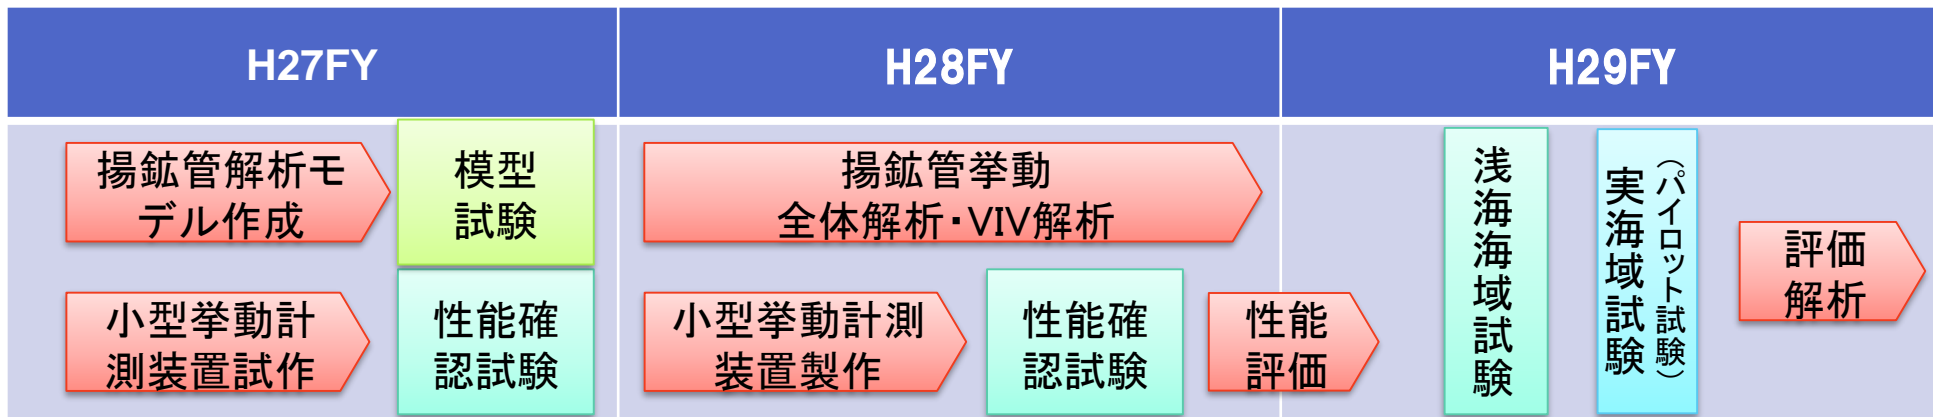 H27FY
H28FY
H29FY
揚鉱管解析モ
デル作成
模型
試験
揚鉱管挙動
全体解析・VIV解析
小型挙動計
測装置試作
性能確
認試験
小型挙動計測
装置製作
性能確
認試験
性能
評価
浅海海域試験
実海域試験
（パイロット試験）
評価
解析